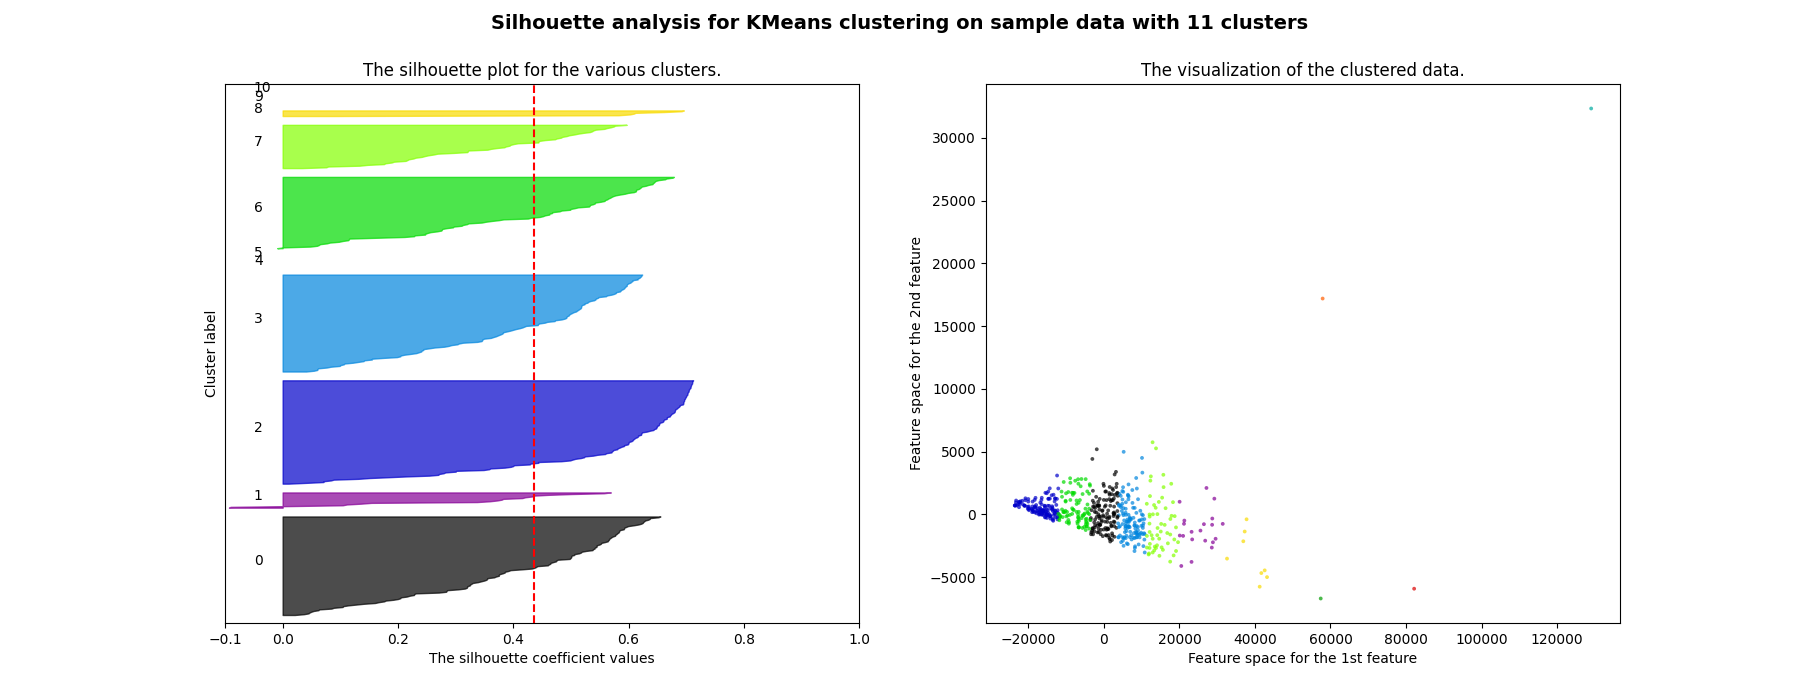 Silhouette analysis for KMeans clustering on sample data with 11 clusters
The silhouette plot for the various clusters.
10
9
8
7
6
5
4
3
2
1
0
Cluster label
−0.1 0.0 0.2 0.4 0.6 0.8 1.0
The silhouette coefficient values
The visualization of the clustered data.
30000
25000
20000
15000
10000
5000
0
−5000
Feature space for the 2nd feature
−20000 0 20000 40000 60000 80000 100000 120000
Feature space for the 1st feature